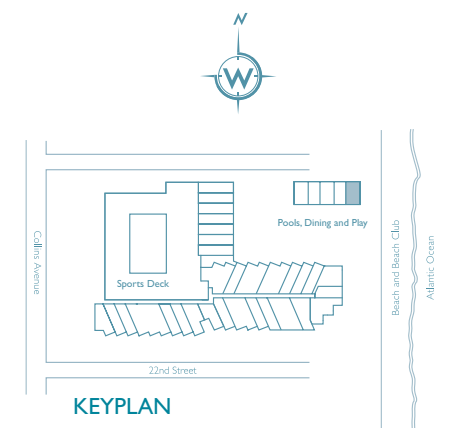 N
W
Pools, Dining and Play
Collins Avenue
Beach and Beach Club
Atlantic Ocean
Sports Deck
22nd Street
KEYPLAN